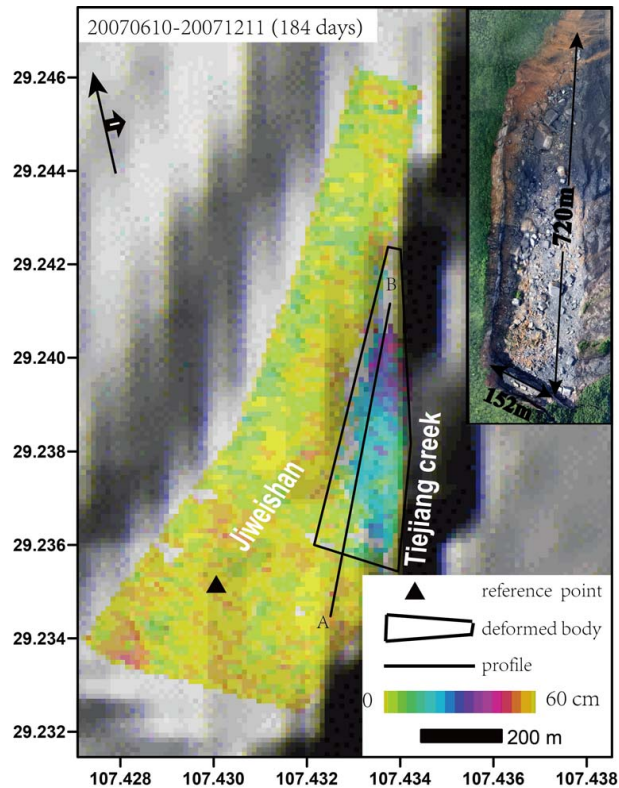 20070610-20071211 (184 days)
29.246
29.244
29.242
29.240
29.238
29.236
29.234
29.232
720m
152m
B
Jiweishan
Tiejiang creek
A
reference point
deformed body
profile
0 60 cm
200 m
107.428 107.430 107.432 107.434 107.436 107.438